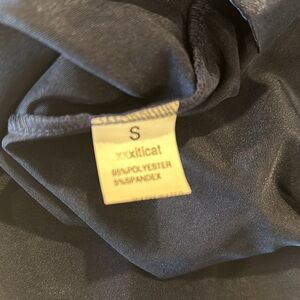 S
xxxiticat
95%POLYESTER
5%SPANDEX